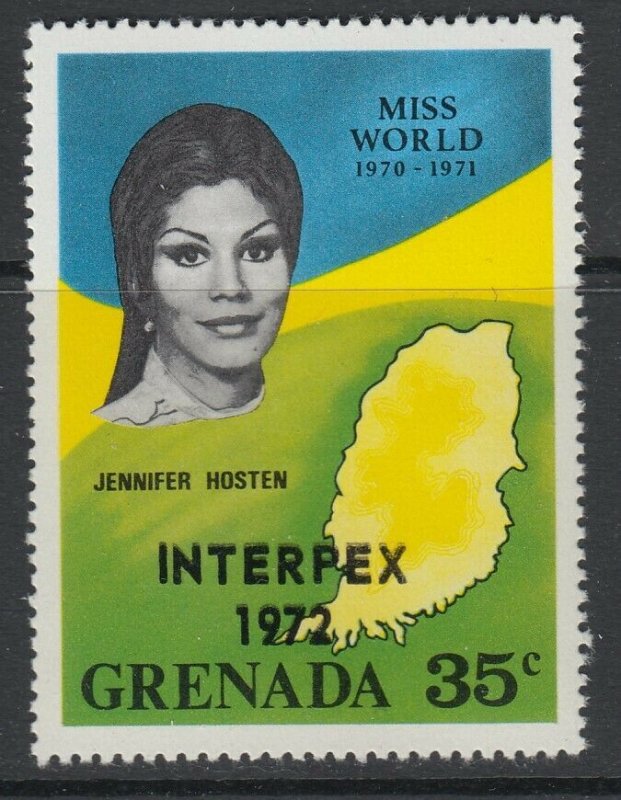 MISS
WORLD
1970 - 1971
JENNIFER HOSTEN
INTERPEX
1972
GRENADA 35c